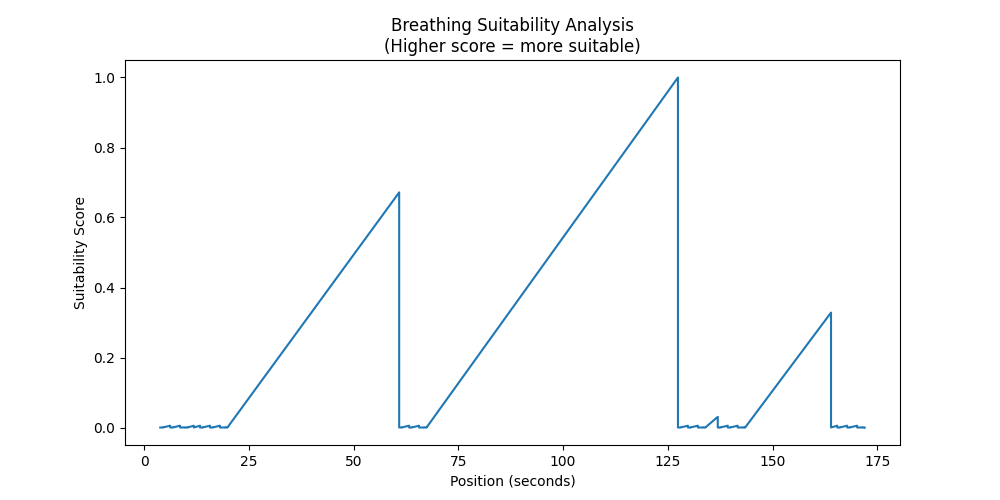 Breathing Suitability Analysis
(Higher score = more suitable)
1.0
0.8
0.6
0.4
0.2
0.0
Suitability Score
0 25 50 75 100 125 150 175
Position (seconds)